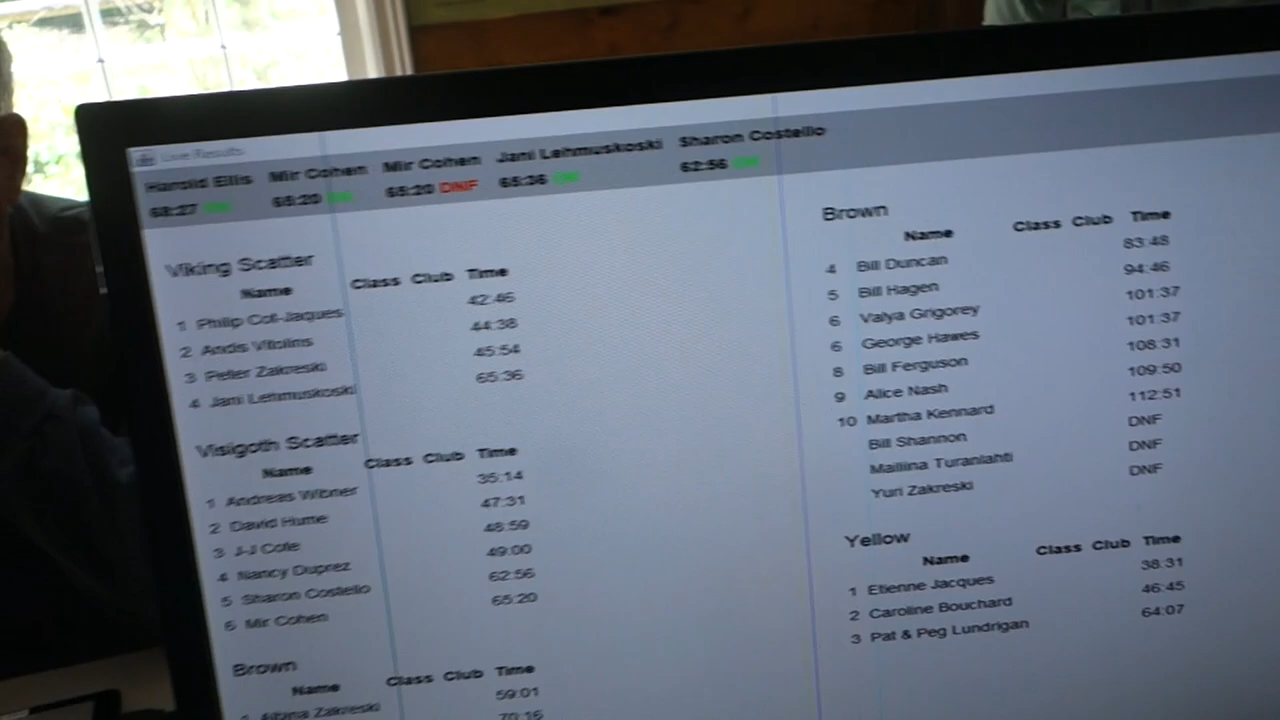 Live Results
Harold Ellis Mir Cohen Mir Cohen Jani Lehmuskoski Sharon Costello
68:27 65:20 65:20 DNF 65:36 62:56
Viking Scatter
Name Class Club Time
1 Philip Cot-Jaques 42:46
2 Andis 44:38
3 Peter Zakreski 45:54
4 Jani Lehmuskoski 65:36
Visigoth Scatter
Name Class Club Time
1 Andreas Wibner 35:14
2 David Hume 47:31
3 J-J Cote 48:59
4 Nancy Duprez 49:00
5 Sharon Costello 62:56
6 Mir Cohen 65:20
Brown
Name Class Club Time
1 Zakreski 59:01
70:16
Brown
Name Class Club Time
4 Bill Duncan 83:48
5 Bill Hagen 94:46
6 Valya Grigorey 101:37
6 George Hawes 101:37
8 Bill Ferguson 108:31
9 Alice Nash 109:50
10 Martha Kennard 112:51
Bill Shannon DNF
Mailina Turanlahti DNF
Yuri Zakreski DNF
Yellow
Name Class Club Time
1 Etienne Jacques 38:31
2 Caroline Bouchard 46:45
3 Pat & Peg Lundrigan 64:07